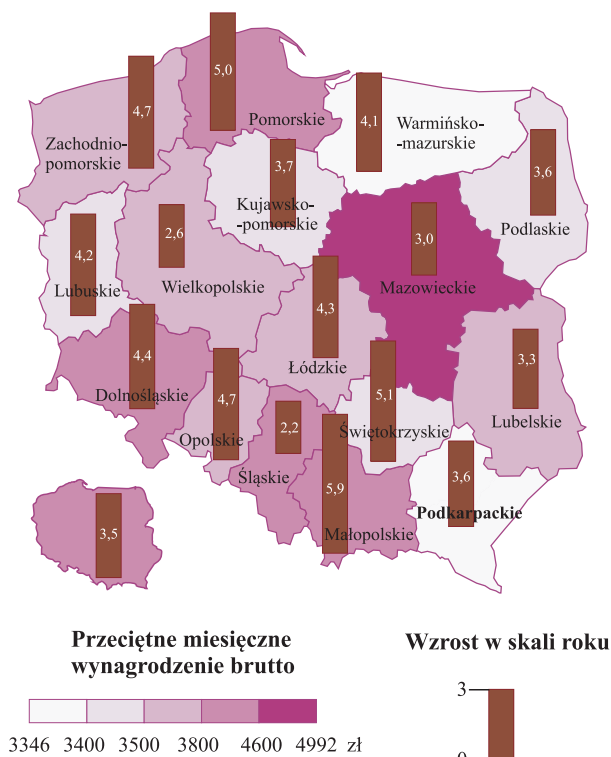 5,0
4,7
Pomorskie
4,1
Warmińsko-
-mazurskie
Zachodnio-
pomorskie
3,7
3,6
Kujawsko-
-pomorskie
Podlaskie
2,6
3,0
4,2
Lubuskie
Wielkopolskie
Mazowieckie
4,3
4,4
Łódzkie
3,3
Dolnośląskie
4,7
5,1
Lubelskie
Opolskie
2,2
Świętokrzyskie
Śląskie
5,9
3,6
Podkarpackie
3,5
Małopolskie
Przeciętne miesięczne
wynagrodzenie brutto
3346 3400 3500 3800 4600 4992 zł
Wzrost w skali roku
3